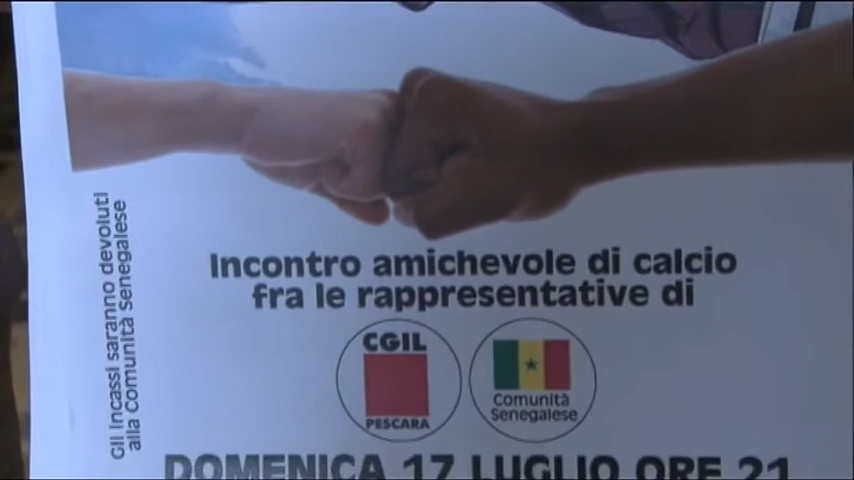 Gli incassi saranno devoluti
alla Comunità Senegalese
Incontro amichevole di calcio
fra le rappresentative di
CGIL
PESCARA
Comunità
Senegalese
DOMENICA 17 LUGLIO ORE 21